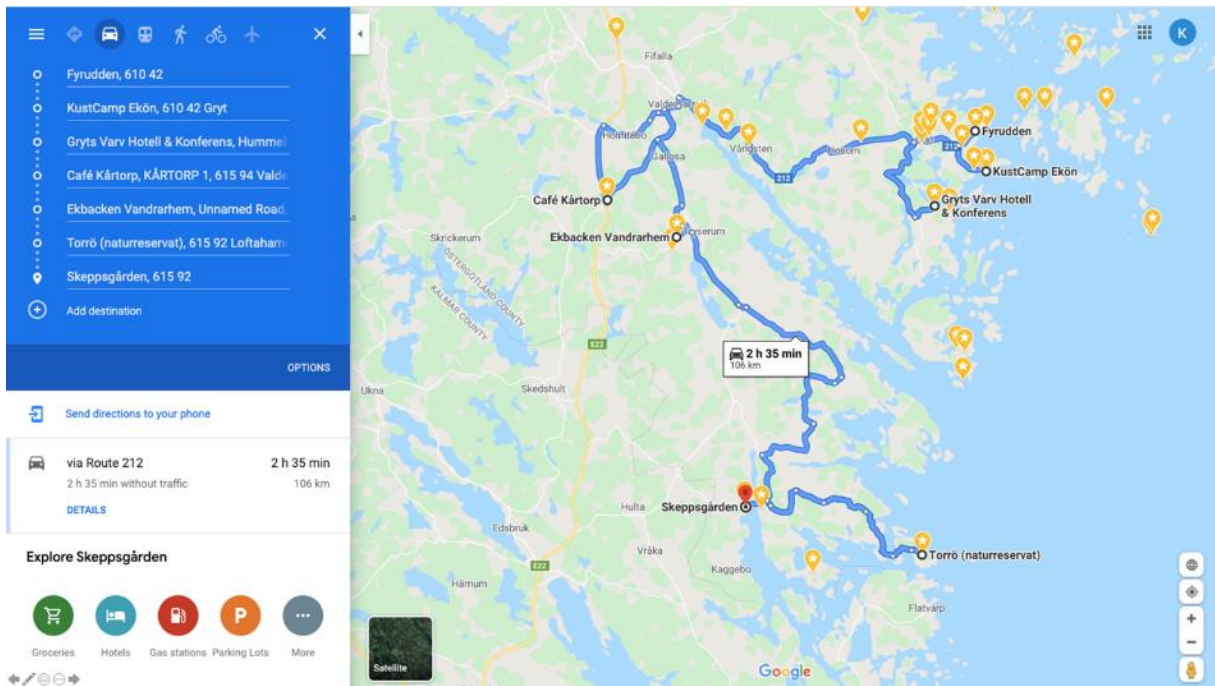 Fyrudden, 610 42
KustCamp Ekön, 610 42 Gryt
Gryts Varv Hotell & Konferens, Hummel
Café Kårtorp, KÅRTORP 1, 615 94 Valde
Ekbacken Vandrarhem, Unnamed Road,
Torrö (naturreservat), 615 92 Loftaham
Skeppsgården, 615 92
Add destination
OPTIONS
Send directions to your phone
via Route 212
2 h 35 min
2 h 35 min without traffic
106 km
DETAILS
Explore Skeppsgården
Groceries
Hotels
Gas stations
Parking Lots
More
K
Fifalla
Holmtebo
Gallosa
Vårdsten
212
212
Fyrudden
KustCamp Ekön
Gryts Varv Hotell
& Konferens
Café Kårtorp
Ekbacken Vandrarhem
Skrickerum
ÖSTERGÖTLAND COUNTY
KALMAR COUNTY
E22
2 h 35 min
106 km
Ukna
Skedshult
Skeppsgården
Hulta
Edsbruk
E22
Vråka
Kaggebo
Torrö (naturreservat)
Hämum
Flatvarp
Satellite
Google